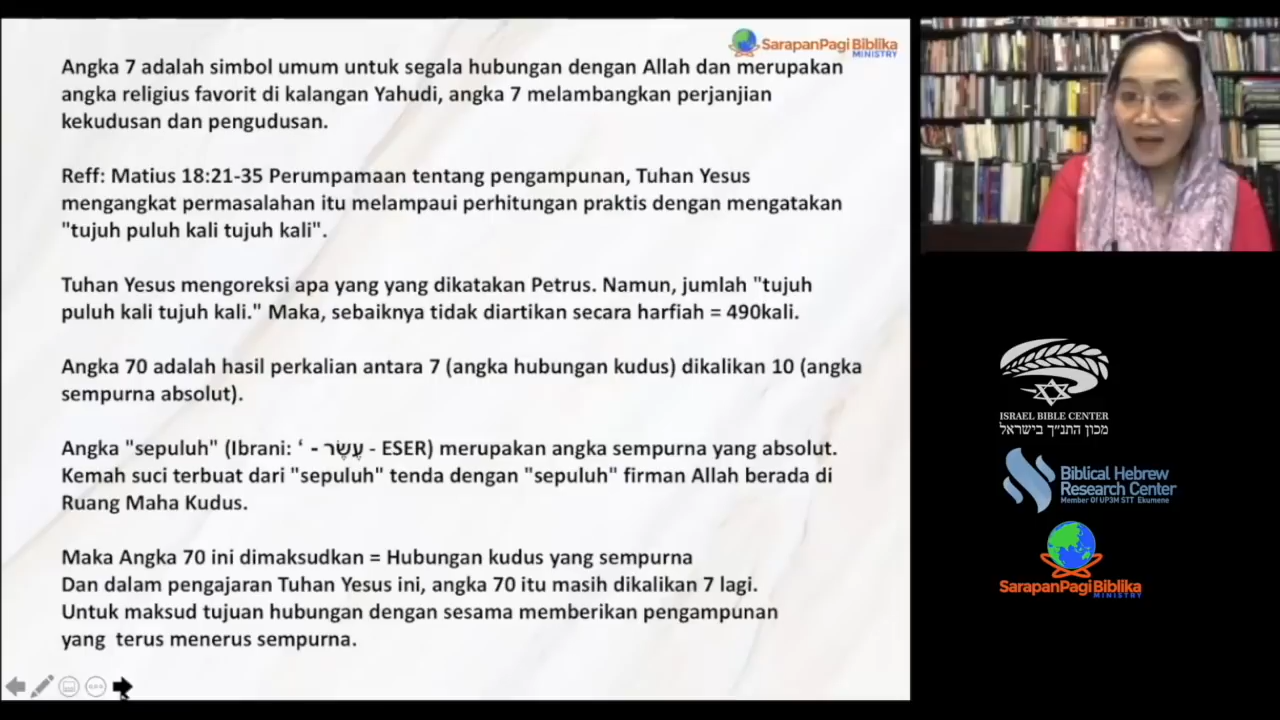 SarapanPagi Biblika
MINISTRY
Angka 7 adalah simbol umum untuk segala hubungan dengan Allah dan merupakan
angka religius favorit di kalangan Yahudi, angka 7 melambangkan perjanjian
kekudusan dan pengudusan.
Reff: Matius 18:21-35 Perumpamaan tentang pengampunan, Tuhan Yesus
mengangkat permasalahan itu melampaui perhitungan praktis dengan mengatakan
"tujuh puluh kali tujuh kali".
Tuhan Yesus mengoreksi apa yang yang dikatakan Petrus. Namun, jumlah "tujuh
puluh kali tujuh kali." Maka, sebaiknya tidak diartikan secara harfiah = 490kali.
Angka 70 adalah hasil perkalian antara 7 (angka hubungan kudus) dikalikan 10 (angka
sempurna absolut).
Angka "sepuluh" (Ibrani: ‘ - עֶשֶׂר - ESER) merupakan angka sempurna yang absolut.
Kemah suci terbuat dari "sepuluh" tenda dengan "sepuluh" firman Allah berada di
Ruang Maha Kudus.
Maka Angka 70 ini dimaksudkan = Hubungan kudus yang sempurna
Dan dalam pengajaran Tuhan Yesus ini, angka 70 itu masih dikalikan 7 lagi.
Untuk maksud tujuan hubungan dengan sesama memberikan pengampunan
yang terus menerus sempurna.
ISRAEL BIBLE CENTER
מכון התנ״ך בישראל
Biblical Hebrew
Research Center
Member Of UP3M STT Ekumene
SarapanPagi Biblika
MINISTRY